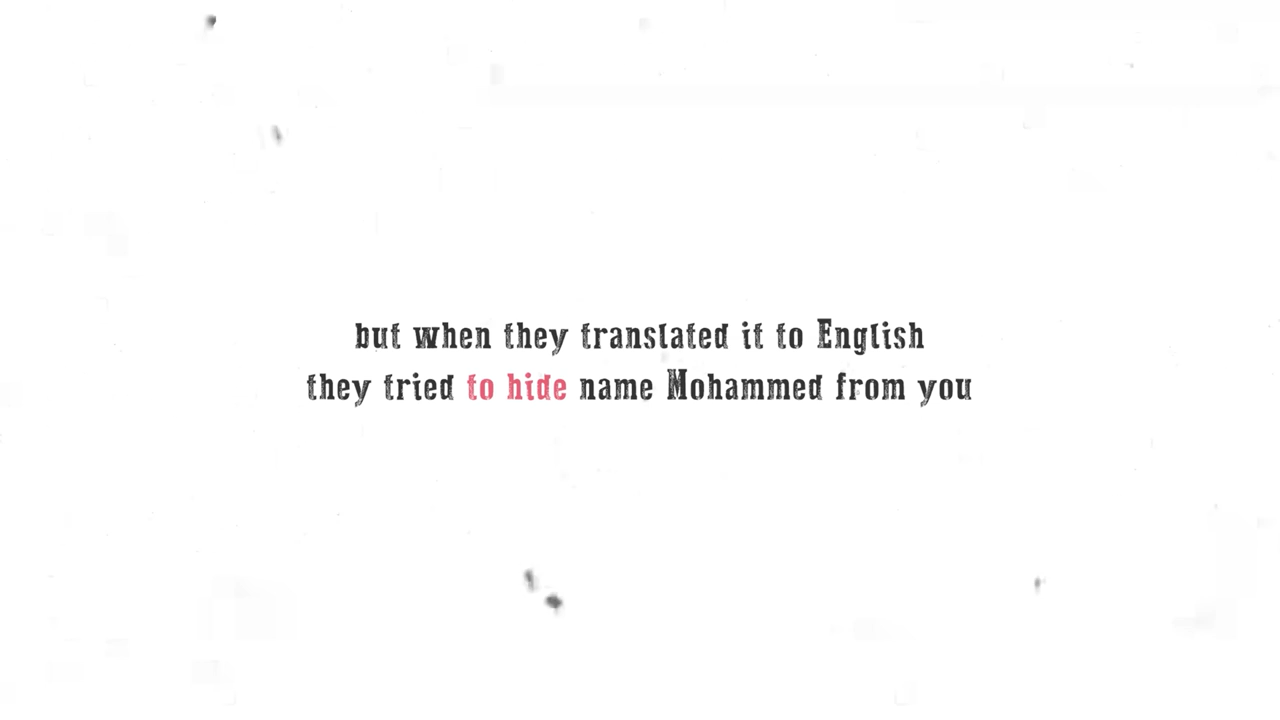 but when they translated it to English
they tried to hide name Mohammed from you